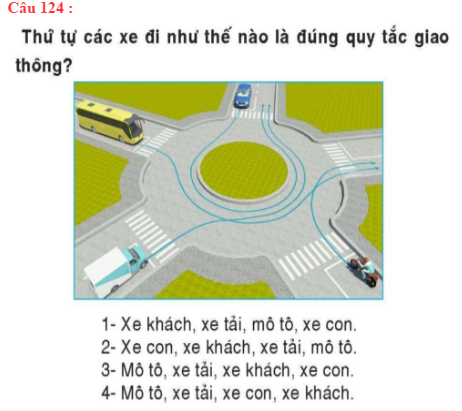 Câu 124 :
Thứ tự các xe đi như thế nào là đúng quy tắc giao
thông?
1- Xe khách, xe tải, mô tô, xe con.
2- Xe con, xe khách, xe tải, mô tô.
3- Mô tô, xe tải, xe khách, xe con.
4- Mô tô, xe tải, xe con, xe khách.